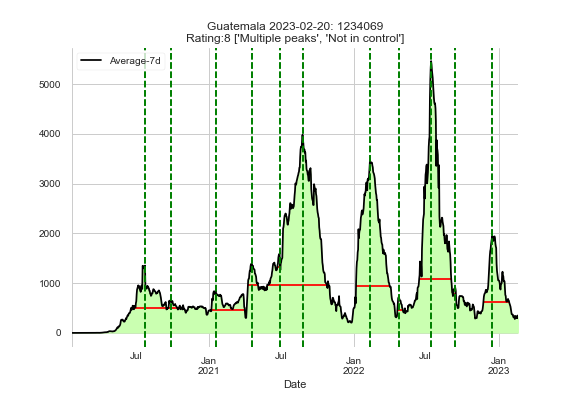 Guatemala 2023-02-20: 1234069
Rating:8 ['Multiple peaks', 'Not in control']
Average-7d
5000
4000
3000
2000
1000
0
Jul
Jan
2021
Jul
Jan
2022
Jul
Jan
2023
Date